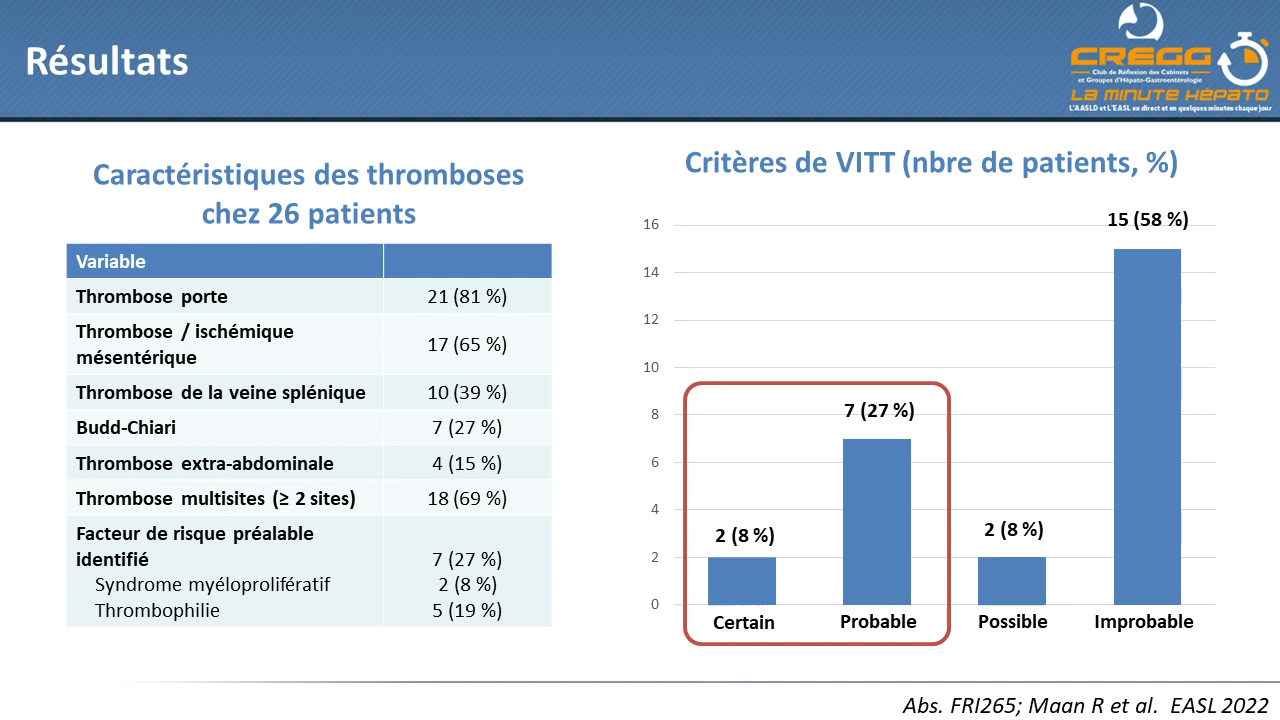 Résultats
CREGG
Club de Réflexion des Cabinets
et Groupes d'Hépato-Gastroentérologie
LA MINUTE HÉPATO
L'AASLD et L'EASL en direct et en quelques minutes chaque jour
Caractéristiques des thromboses
chez 26 patients
Variable
Thrombose porte 21 (81 %)
Thrombose / ischémique
mésentérique 17 (65 %)
Thrombose de la veine splénique 10 (39 %)
Budd-Chiari 7 (27 %)
Thrombose extra-abdominale 4 (15 %)
Thrombose multisites (≥ 2 sites) 18 (69 %)
Facteur de risque préalable
identifié 7 (27 %)
Syndrome myéloprolifératif 2 (8 %)
Thrombophilie 5 (19 %)
Critères de VITT (nbre de patients, %)
16
14
12
10
8
6
4
2
0
2 (8 %)
7 (27 %)
2 (8 %)
15 (58 %)
Certain Probable Possible Improbable
Abs. FRI265; Maan R et al. EASL 2022